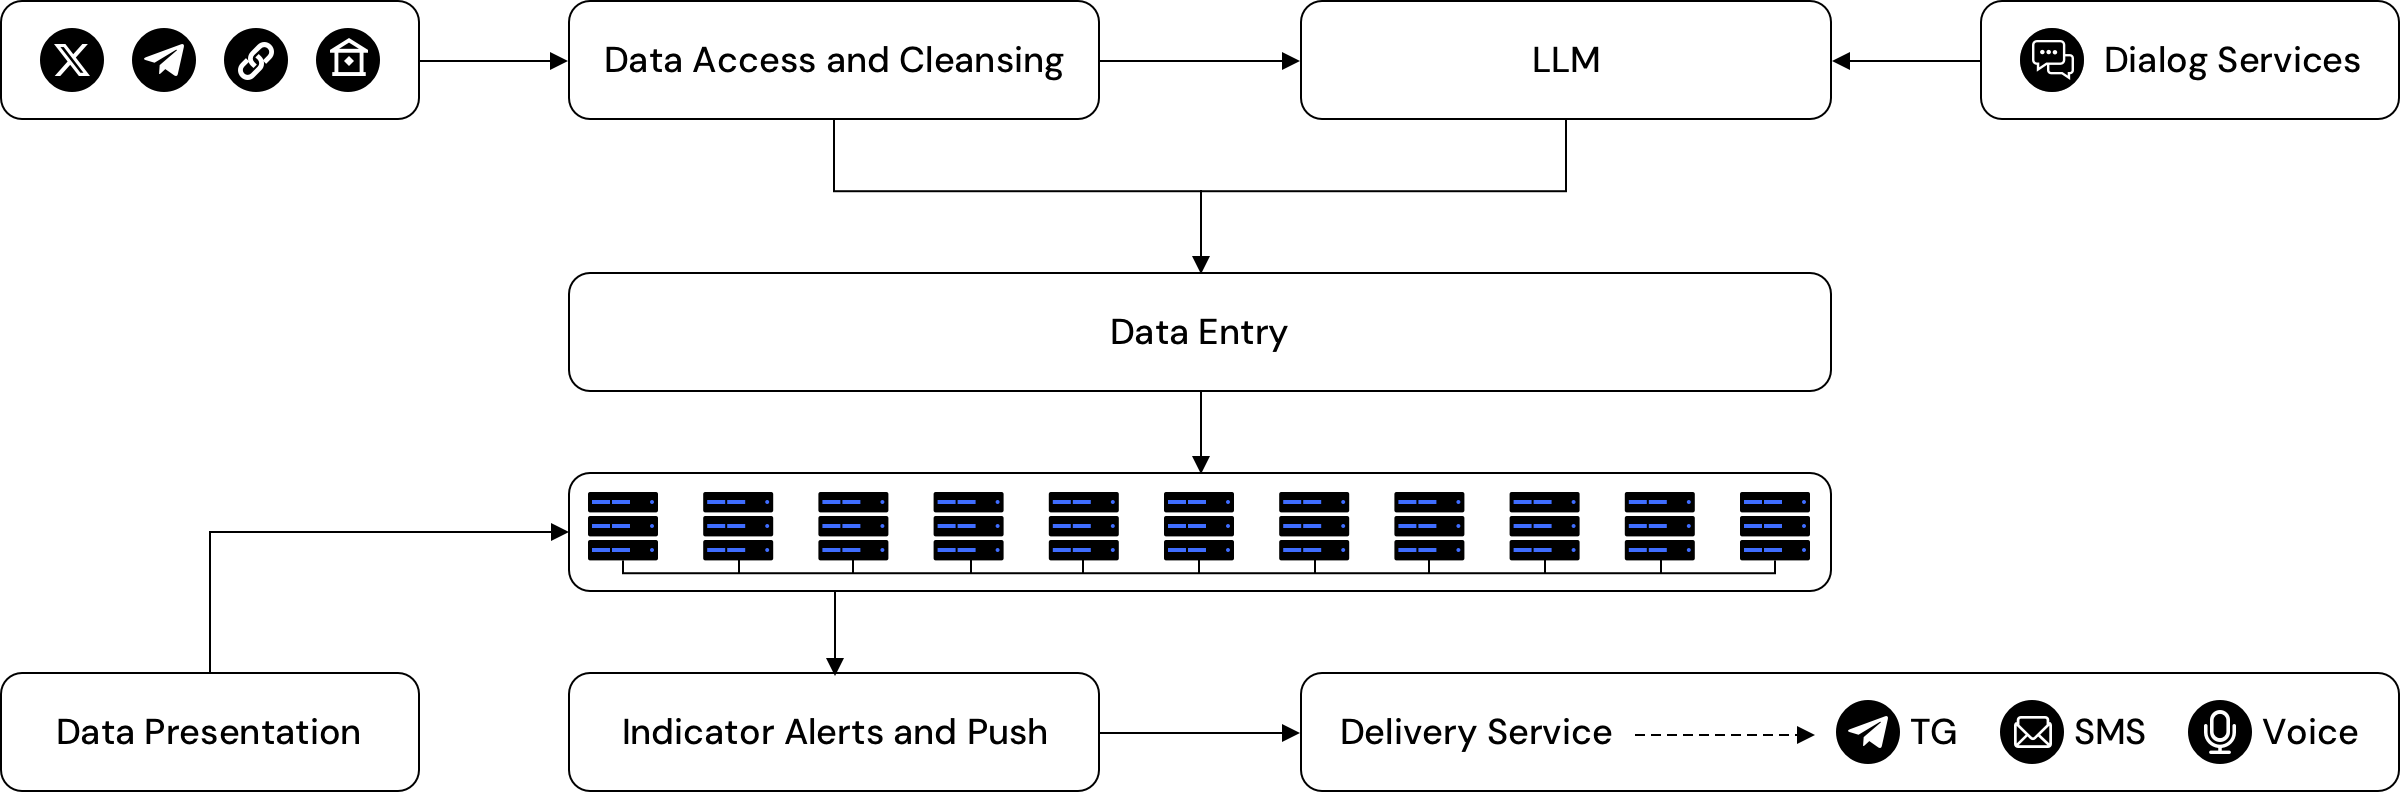 Data Access and Cleansing
LLM
Dialog Services
Data Entry
Data Presentation
Indicator Alerts and Push
Delivery Service
TG
SMS
Voice